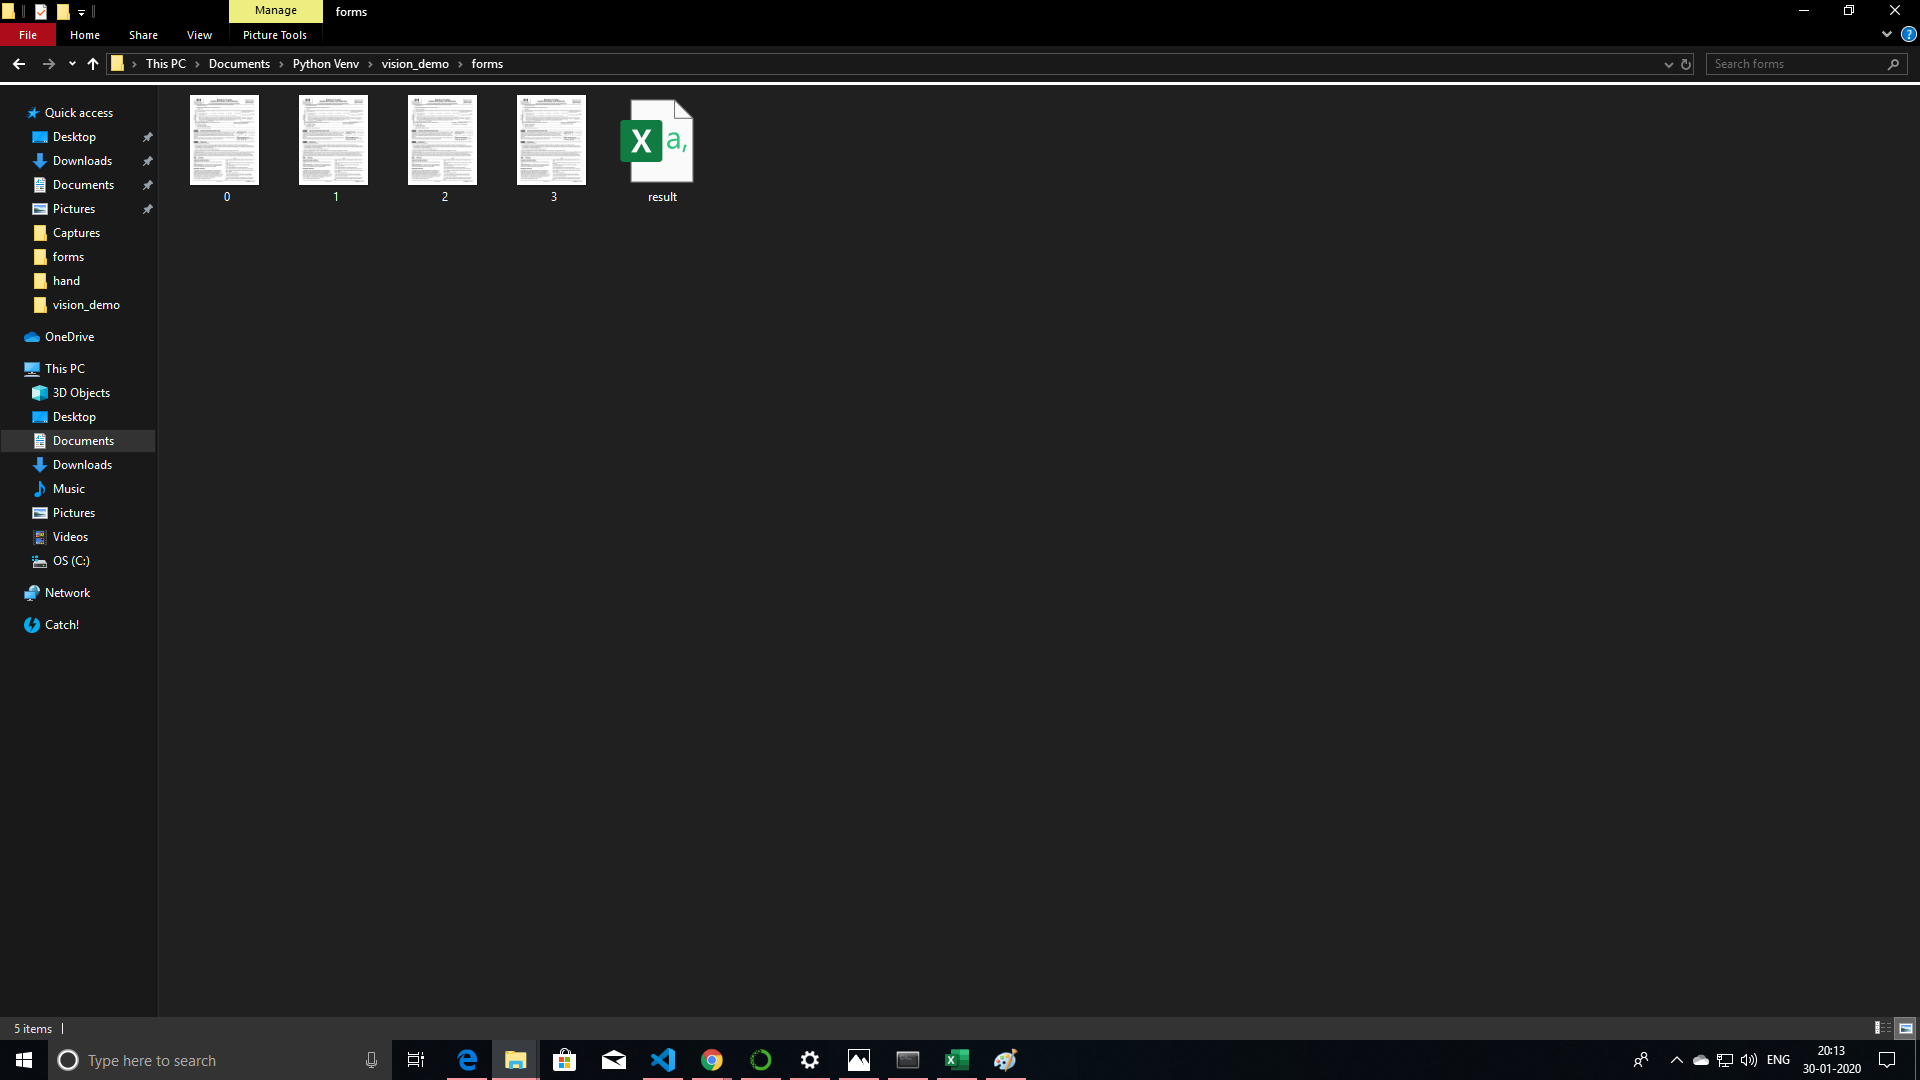 Manage
forms
File
Home
Share
View
Picture Tools
This PC
Documents
Python Venv
vision_demo
forms
Search forms
Quick access
Desktop
Downloads
Documents
Pictures
Captures
forms
hand
vision_demo
OneDrive
This PC
3D Objects
Desktop
Documents
Downloads
Music
Pictures
Videos
OS (C:)
Network
Catch!
a,
0
1
2
3
result
5 items
Type here to search
ENG
20:13
30-01-2020